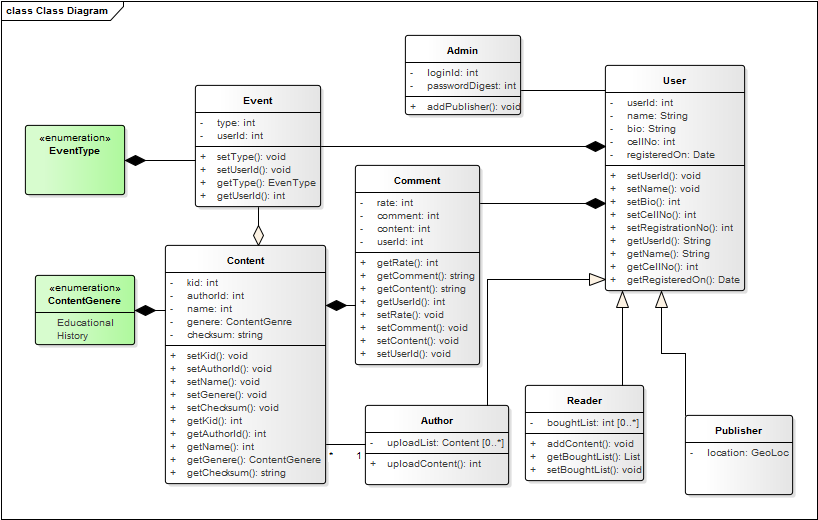 class Class Diagram
Admin
- loginId: int
- passwordDigest: int
+ addPublisher(): void
User
- userId: int
- name: String
- bio: String
- cellNo: int
- registeredOn: Date
+ setUserId(): void
+ setName(): void
+ setBio(): int
+ setCellNo(): int
+ setRegistrationNo(): int
+ getUserId(): String
+ getName(): String
+ getCellNo(): int
+ getRegisteredOn(): Date
Event
- type: int
- userId: int
+ setType(): void
+ setUserId(): void
+ getType(): EvenType
+ getUserId(): int
«enumeration»
EventType
Comment
- rate: int
- comment: int
- content: int
- userId: int
+ getRate(): int
+ getComment(): string
+ getContent(): string
+ getUserId(): int
+ setRate(): void
+ setComment(): void
+ setContent(): void
+ setUserId(): void
Content
- kid: int
- authorId: int
- name: int
- genere: ContentGenre
- checksum: string
+ setKid(): void
+ setAuthorId(): void
+ setName(): void
+ setGenere(): void
+ setChecksum(): void
+ getKid(): int
+ getAuthorId(): int
+ getName(): int
+ getGenere(): ContentGenere
+ getChecksum(): string
«enumeration»
ContentGenere
Educational
History
* 1
Author
- uploadList: Content [0..*]
+ uploadContent(): int
Reader
- boughtList: int [0..*]
+ addContent(): void
+ getBoughtList(): List
+ setBoughtList(): void
Publisher
- location: GeoLoc